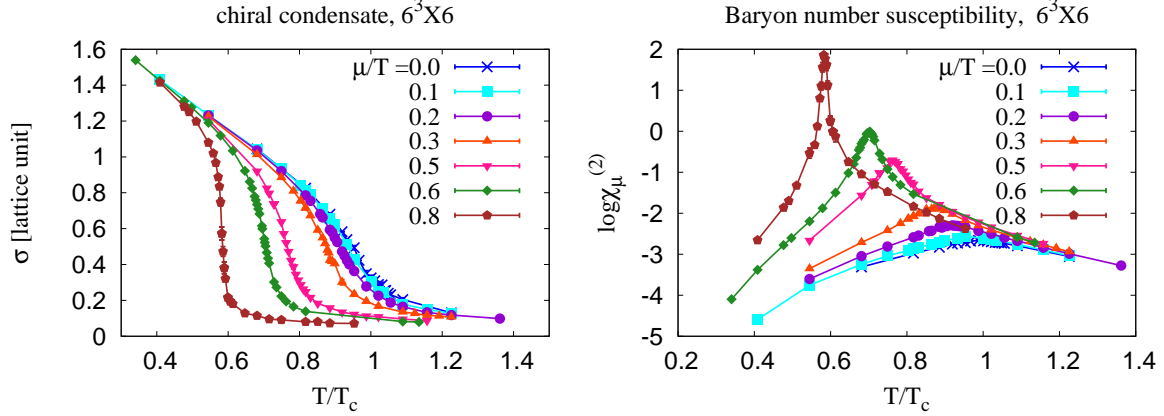 chiral condensate, 6³X6
σ [lattice unit]
1.6
1.4
1.2
1
0.8
0.6
0.4
0.2
0
μ/T =0.0
0.1
0.2
0.3
0.5
0.6
0.8
0.4 0.6 0.8 1 1.2 1.4
T/T_c
Baryon number susceptibility, 6³X6
logχ_μ^(2)
2
1
0
-1
-2
-3
-4
-5
μ/T =0.0
0.1
0.2
0.3
0.5
0.6
0.8
0.2 0.4 0.6 0.8 1 1.2 1.4
T/T_c